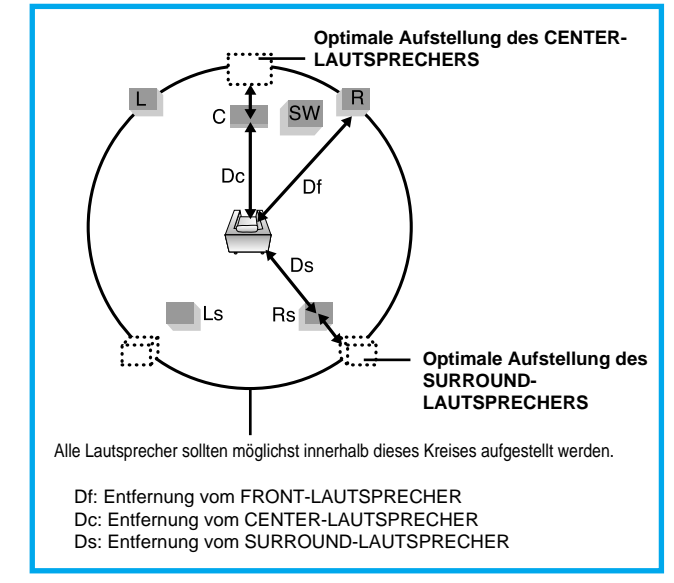 Optimale Aufstellung des CENTER-
LAUTSPRECHERS
L
C
SW
R
Dc
Df
Ds
Ls
Rs
Optimale Aufstellung des
SURROUND-
LAUTSPRECHERS
Alle Lautsprecher sollten möglichst innerhalb dieses Kreises aufgestellt werden.
Df: Entfernung vom FRONT-LAUTSPRECHER
Dc: Entfernung vom CENTER-LAUTSPRECHER
Ds: Entfernung vom SURROUND-LAUTSPRECHER